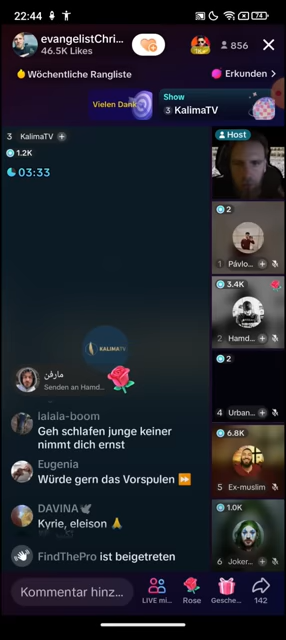 22:44
74
evangelistChri...
46.5K Likes
856
Wöchentliche Rangliste
Erkunden
Vielen Dank
Show
3 KalimaTV
3 KalimaTV
1.2K
03:33
Host
2
1 Pávlo...
3.4K
2 Hamd...
KALIMATV
مارفن
Senden an Hamd...
2
4 Urban...
lalala-boom
Geh schlafen junge keiner
nimmt dich ernst
6.8K
5 Ex-muslim
Eugenia
Würde gern das Vorspulen ⏩
1.0K
6 Joker...
DAVINA🕊
Kyrie, eleison 🙏
FindThePro ist beigetreten
Kommentar hinz...
LIVE mi...
Rose
Gesche...
142